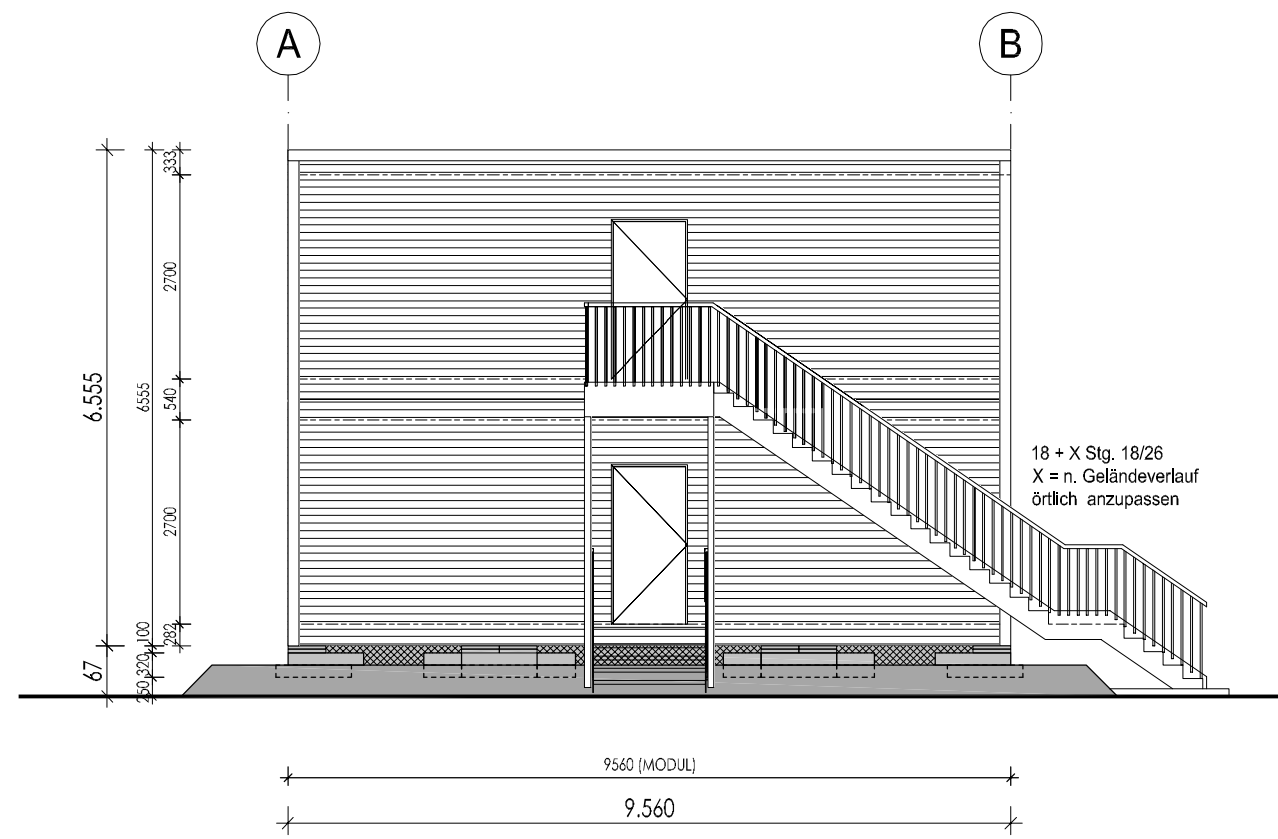 A
B
333
2700
6.555
6555
540
18 + X Stg. 18/26
X = n. Geländeverlauf
örtlich anzupassen
2700
100
282
67
320
250
9560 (MODUL)
9.560